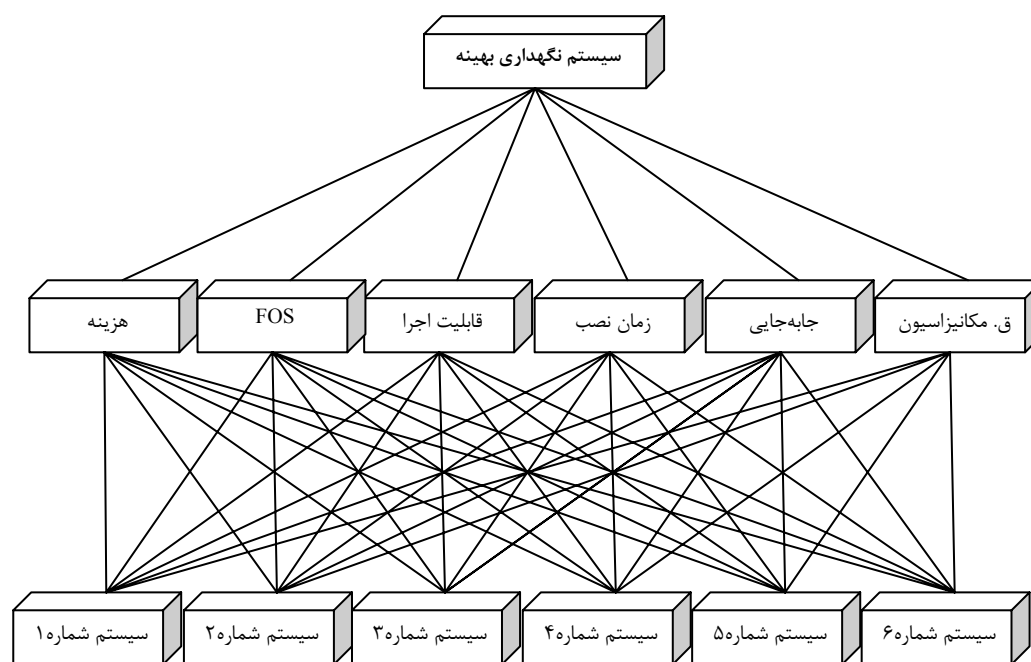 سیستم نگهداری بهینه
ق. مکانیزاسیون
جابه‌جایی
زمان نصب
قابلیت اجرا
FOS
هزینه
سیستم شماره۶
سیستم شماره۵
سیستم شماره۴
سیستم شماره۳
سیستم شماره۲
سیستم شماره۱